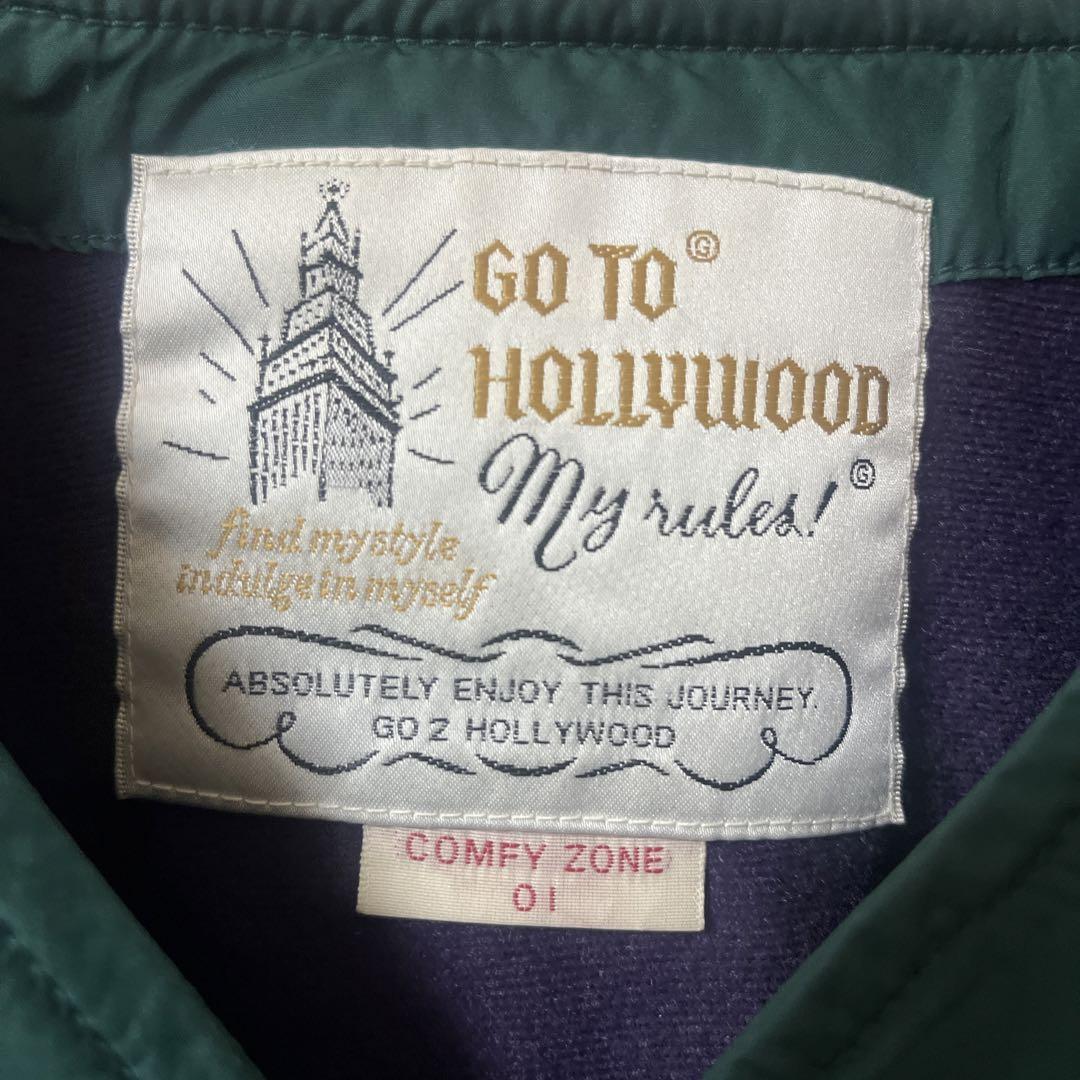 GO TO Ⓖ
HOLLYWOOD
My rules! Ⓖ
find my style
indulge in myself
ABSOLUTELY ENJOY THIS JOURNEY.
GO 2 HOLLYWOOD
COMFY ZONE
01